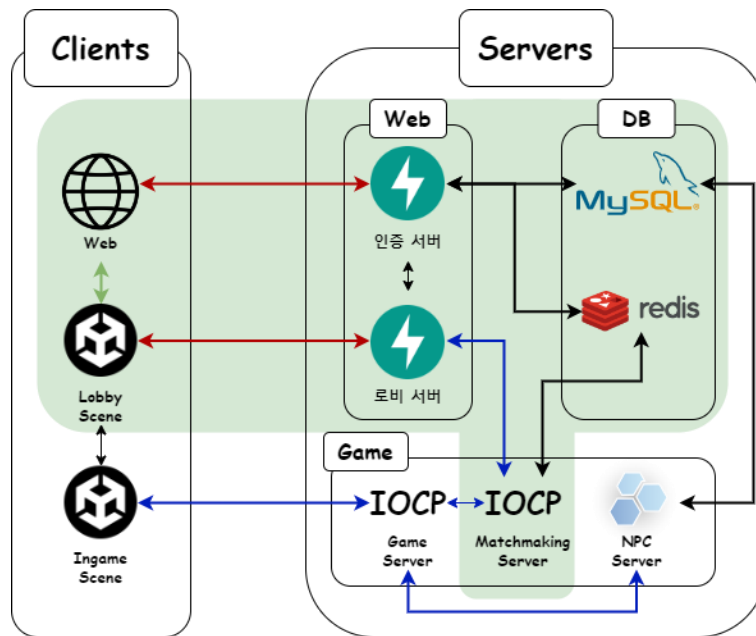 Clients
Servers
Web
DB
Web
인증 서버
MySQL
redis
Lobby
Scene
로비 서버
Game
Ingame
Scene
IOCP
Game
Server
IOCP
Matchmaking
Server
NPC
Server